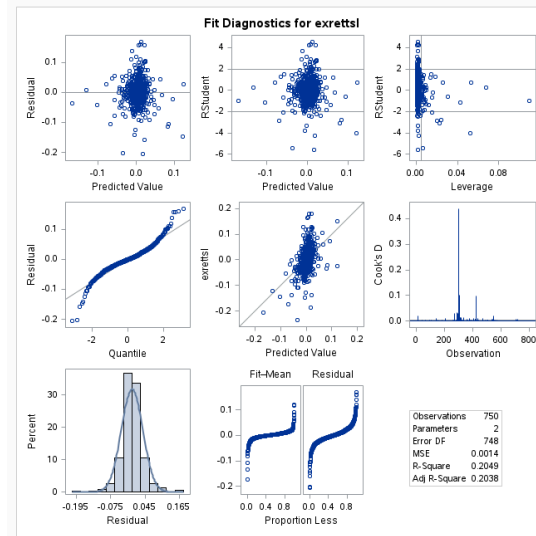 Fit Diagnostics for exrettsl
Residual
0.1
0.0
-0.1
-0.2
-0.1 0.0 0.1
Predicted Value
RStudent
4
2
0
-2
-4
-6
-0.1 0.0 0.1
Predicted Value
RStudent
4
2
0
-2
-4
-6
0.00 0.04 0.08
Leverage
Residual
0.1
0.0
-0.1
-0.2
-2 0 2
Quantile
exrettsl
0.2
0.1
0.0
-0.1
-0.2
-0.2 -0.1 0.0 0.1 0.2
Predicted Value
Cook's D
0.4
0.3
0.2
0.1
0.0
0 200 400 600 800
Observation
Percent
30
20
10
0
-0.195 -0.075 0.045 0.165
Residual
Fit–Mean Residual
0.1
0.0
-0.1
-0.2
0.0 0.4 0.8 0.0 0.4 0.8
Proportion Less
Observations 750
Parameters 2
Error DF 748
MSE 0.0014
R-Square 0.2049
Adj R-Square 0.2038